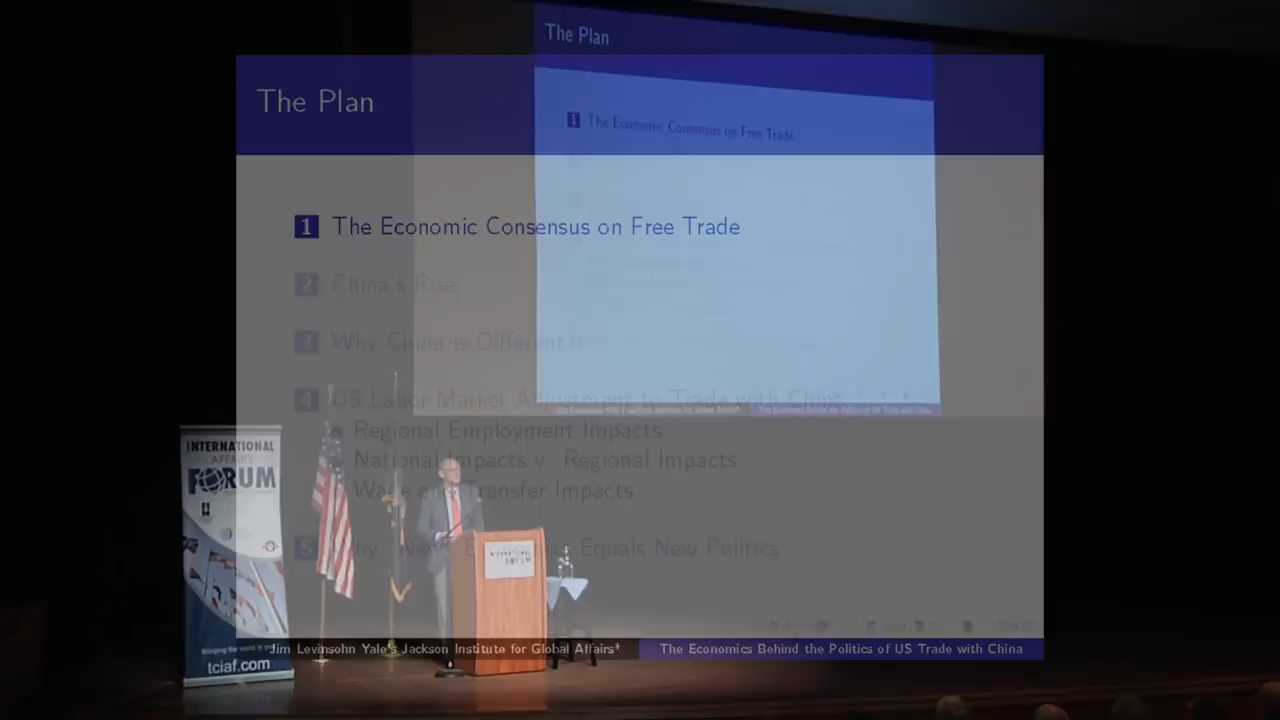 The Plan
1 The Economic Consensus on Free Trade
The Plan
1 The Economic Consensus on Free Trade
2 China's Rise
3 Why China is Different
4 US Labor Market Adjustment to Trade with China
Regional Employment Impacts
National Impacts v Regional Impacts
Wage and Transfer Impacts
5 Why "New" Economics Equals New Politics
INTERNATIONAL
AFFAIRS
FORUM
Bringing the world to
tciaf.com
Jim Levinsohn Yale's Jackson Institute for Global Affairs*
The Economics Behind the Politics of US Trade with China